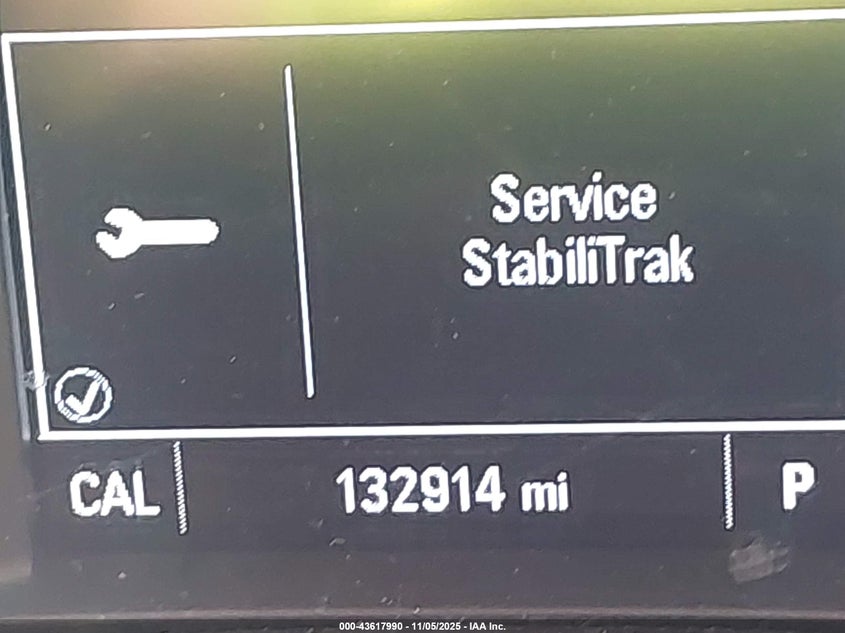 Service
StabiliTrak
CAL
132914 mi
P
000-43617990 - 11/05/2025 - IAA Inc.